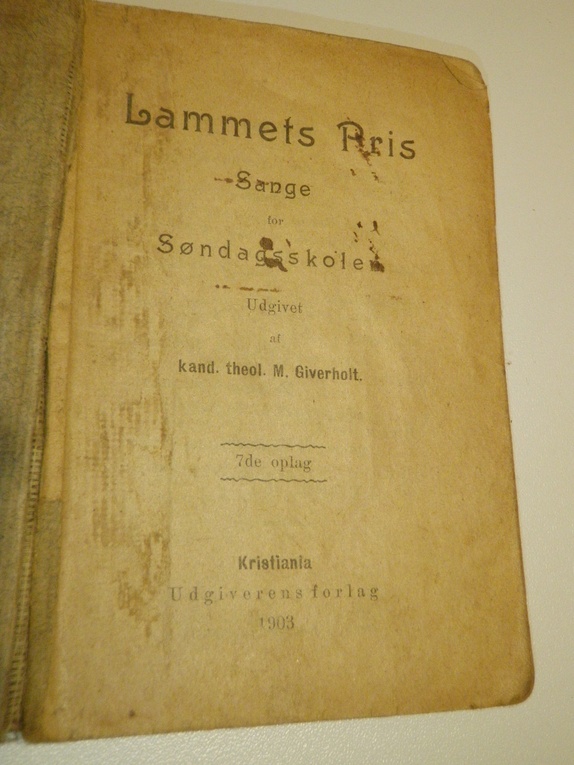 Lammets Pris
Sange
for
Søndagsskolen
Udgivet
af
kand. theol. M. Giverholt.
7de oplag
Kristiania
Udgiverens forlag
1903